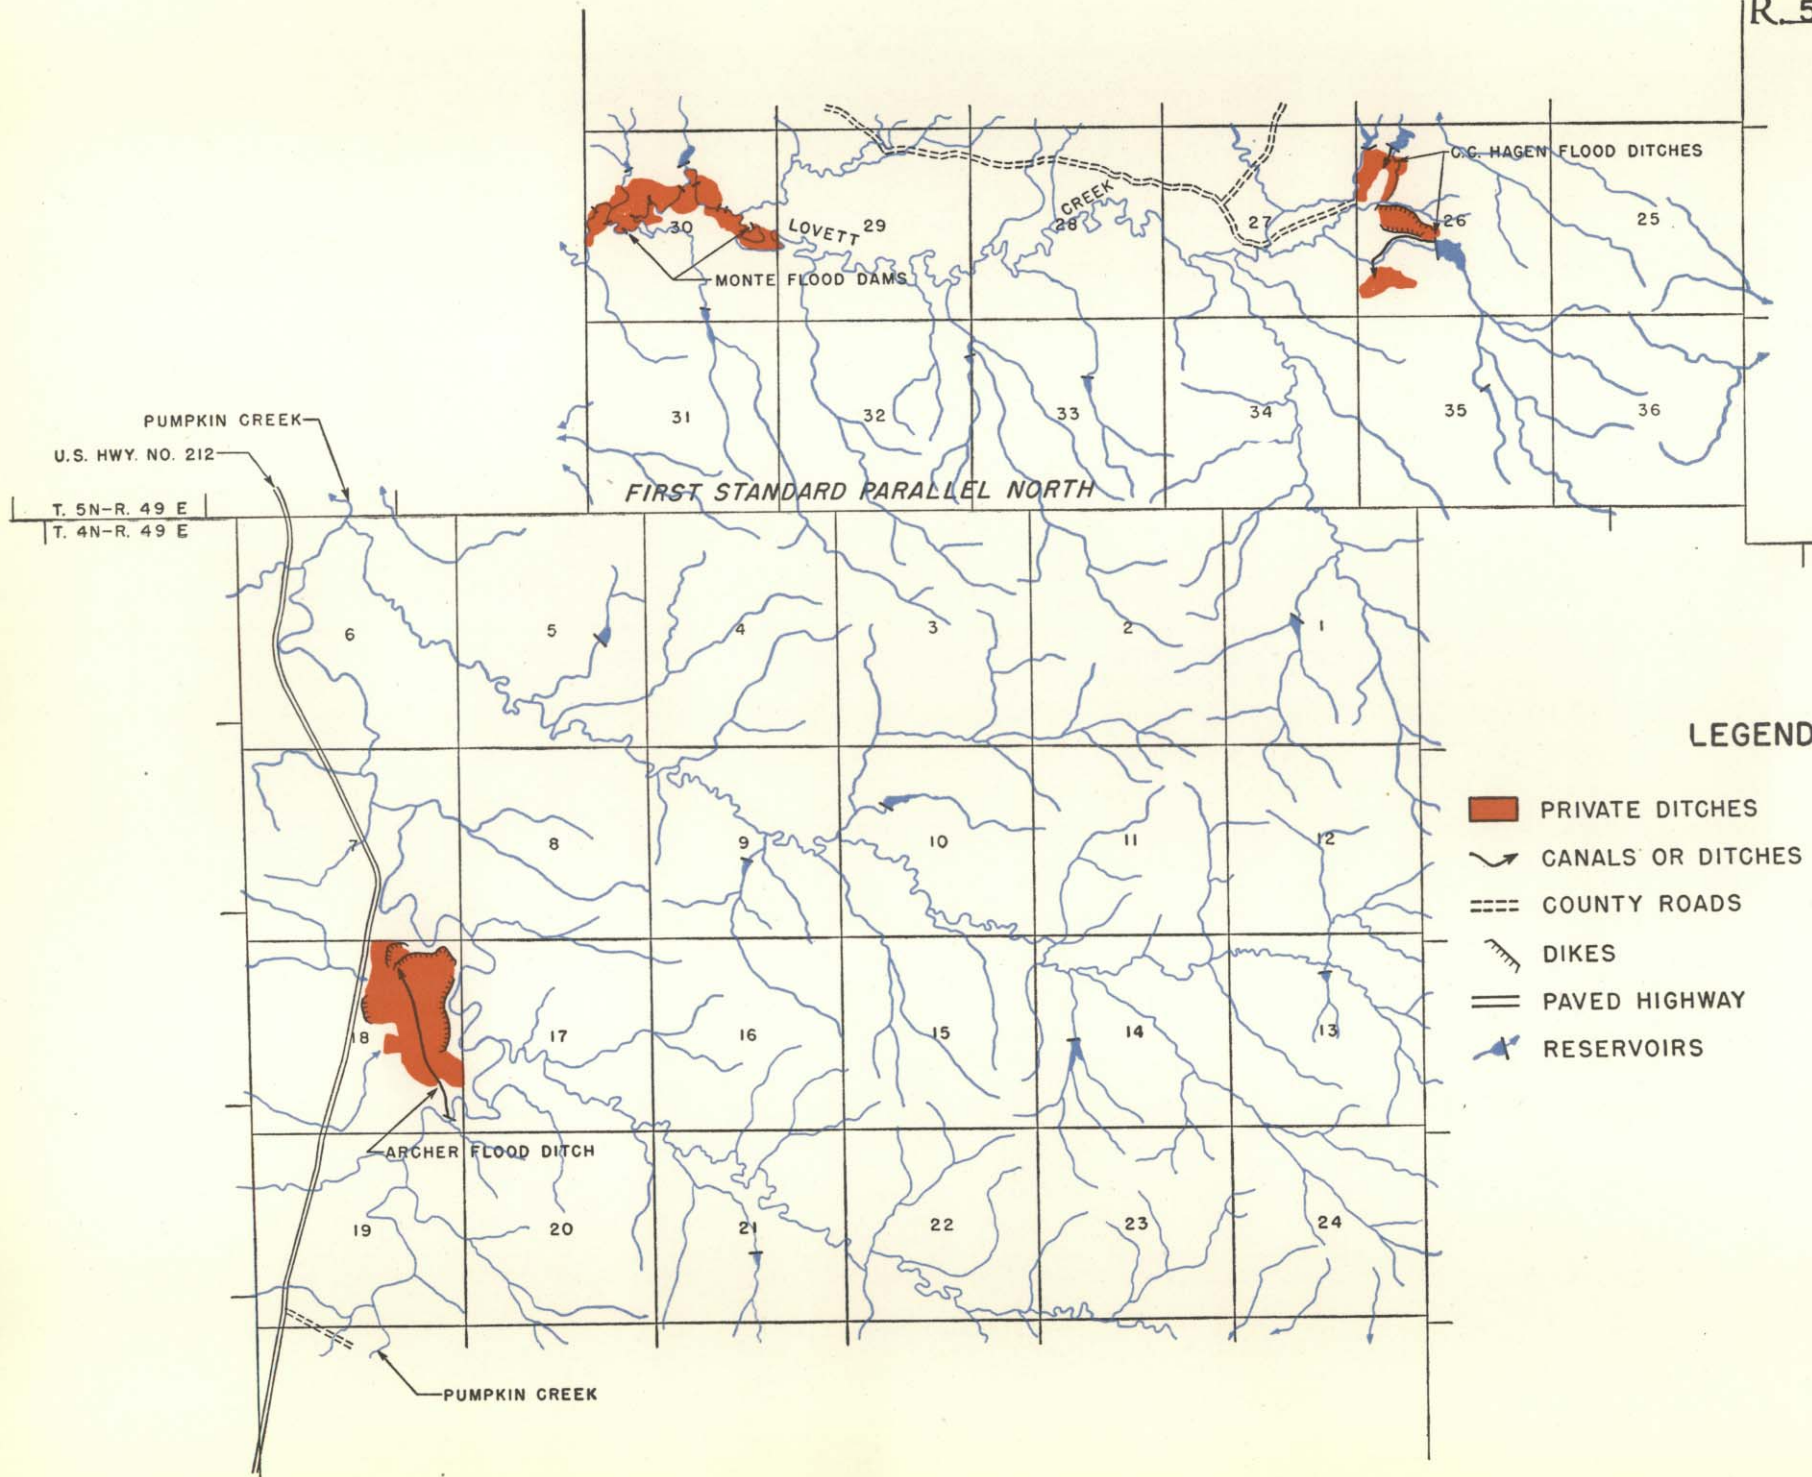 R. 5
C.C. HAGEN FLOOD DITCHES
CREEK
LOVETT
30
29
28
27
26
25
MONTE FLOOD DAMS
31
32
33
34
35
36
PUMPKIN CREEK
U.S. HWY. NO. 212
FIRST STANDARD PARALLEL NORTH
T. 5N-R. 49 E
T. 4N-R. 49 E
6
5
4
3
2
1
LEGEND
PRIVATE DITCHES
CANALS OR DITCHES
COUNTY ROADS
DIKES
PAVED HIGHWAY
RESERVOIRS
7
8
9
10
11
12
18
17
16
15
14
13
ARCHER FLOOD DITCH
19
20
21
22
23
24
PUMPKIN CREEK